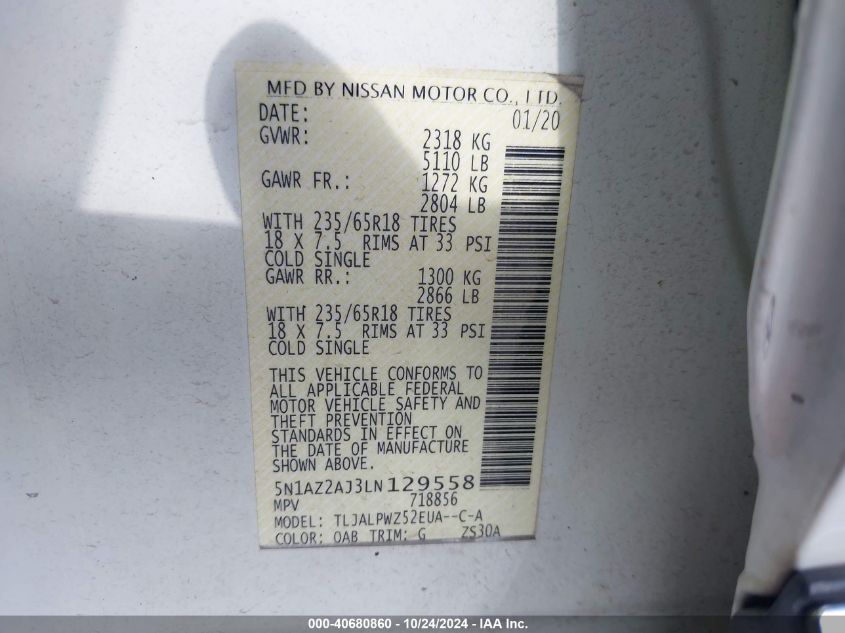 MFD BY NISSAN MOTOR CO., LTD.
DATE: 01/20
GVWR: 2318 KG
5110 LB
GAWR FR.: 1272 KG
2804 LB
WITH 235/65R18 TIRES
18 X 7.5 RIMS AT 33 PSI
COLD SINGLE
GAWR RR.: 1300 KG
2866 LB
WITH 235/65R18 TIRES
18 X 7.5 RIMS AT 33 PSI
COLD SINGLE
THIS VEHICLE CONFORMS TO
ALL APPLICABLE FEDERAL
MOTOR VEHICLE SAFETY AND
THEFT PREVENTION
STANDARDS IN EFFECT ON
THE DATE OF MANUFACTURE
SHOWN ABOVE.
5N1AZ2AJ3LN129558
MPV 718856
MODEL: TLJALPWZ52EUA--C-A
COLOR: QAB TRIM: G ZS30A
000-40680860 • 10/24/2024 - IAA Inc.